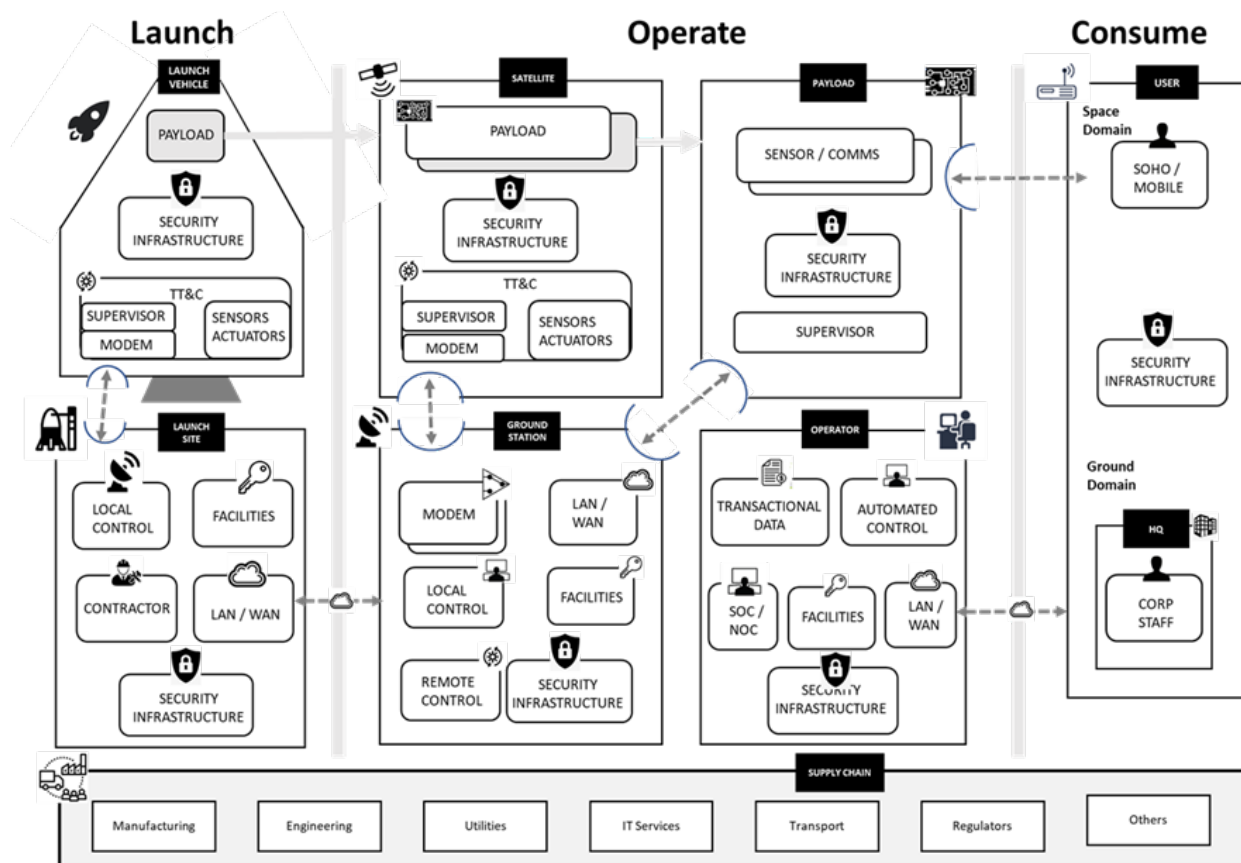 Launch
Operate
Consume
LAUNCH
VEHICLE
PAYLOAD
SECURITY
INFRASTRUCTURE
TT&C
SUPERVISOR
MODEM
SENSORS
ACTUATORS
SATELLITE
PAYLOAD
SECURITY
INFRASTRUCTURE
TT&C
SUPERVISOR
MODEM
SENSORS
ACTUATORS
PAYLOAD
SENSOR / COMMS
SECURITY
INFRASTRUCTURE
SUPERVISOR
USER
Space
Domain
SOHO /
MOBILE
SECURITY
INFRASTRUCTURE
Ground
Domain
HQ
CORP
STAFF
LAUNCH
SITE
LOCAL
CONTROL
FACILITIES
CONTRACTOR
LAN / WAN
SECURITY
INFRASTRUCTURE
GROUND
STATION
MODEM
LAN /
WAN
LOCAL
CONTROL
FACILITIES
REMOTE
CONTROL
SECURITY
INFRASTRUCTURE
OPERATOR
TRANSACTIONAL
DATA
AUTOMATED
CONTROL
SOC /
NOC
FACILITIES
LAN /
WAN
SECURITY
INFRASTRUCTURE
SUPPLY CHAIN
Manufacturing
Engineering
Utilities
IT Services
Transport
Regulators
Others